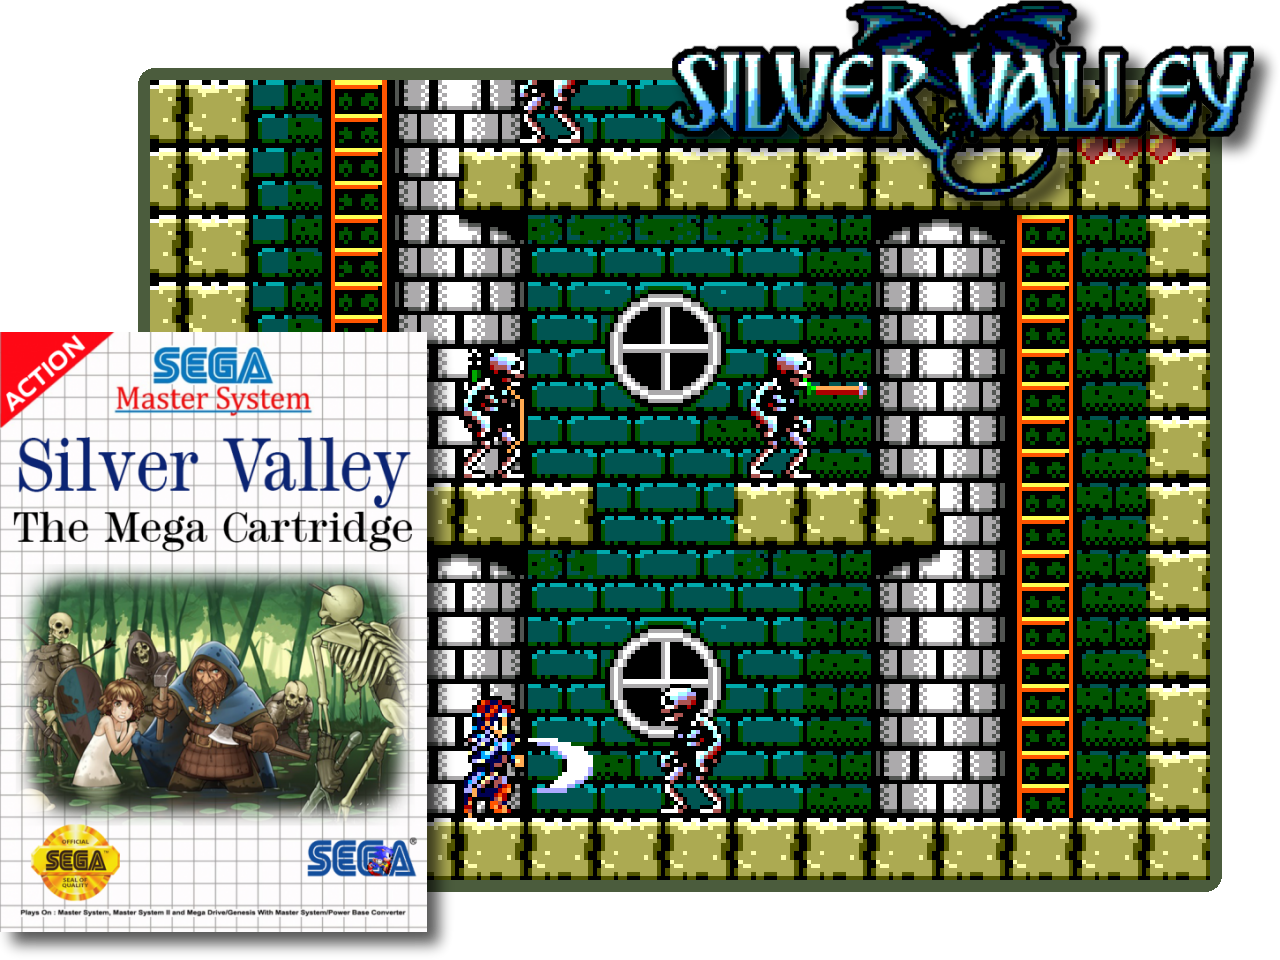 SILVER VALLEY
ACTION
SEGA
Master System
Silver Valley
The Mega Cartridge
OFFICIAL
SEGA™
SEAL OF
QUALITY
SEGA®
Plays On : Master System, Master System II and Mega Drive/Genesis With Master System/Power Base Converter